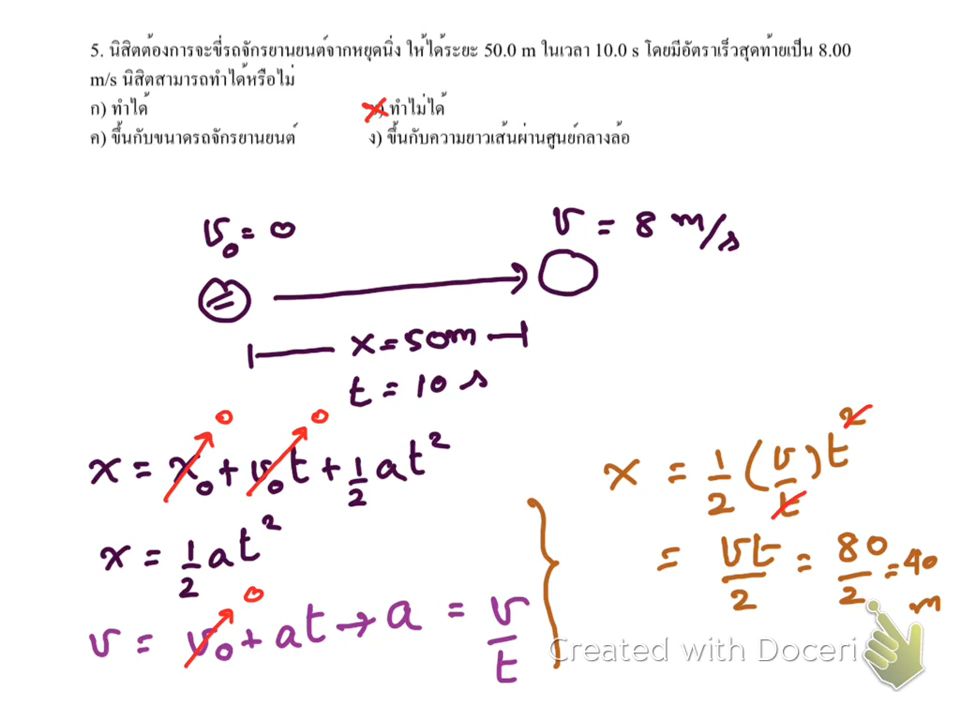 5. นิสิตต้องการจะขี่รถจักรยานยนต์จากหยุดนิ่ง ให้ได้ระยะ 50.0 m ในเวลา 10.0 s โดยมีอัตราเร็วสุดท้ายเป็น 8.00
m/s นิสิตสามารถทำได้หรือไม่
ก) ทำได้ ) ทำไม่ได้
ค) ขึ้นกับขนาดรถจักรยานยนต์ ง) ขึ้นกับความยาวเส้นผ่านศูนย์กลางล้อ
v₀ = 0 v = 8 m/s
x = 50m
t = 10 s
0 0
x = x₀ + v₀t + 1/2 at²
x = 1/2 at²
0
v = v₀ + at → a = v/t
x = 1/2 (v/t) t²
= vt/2 = 80/2 = 40 m
Created with Doceri